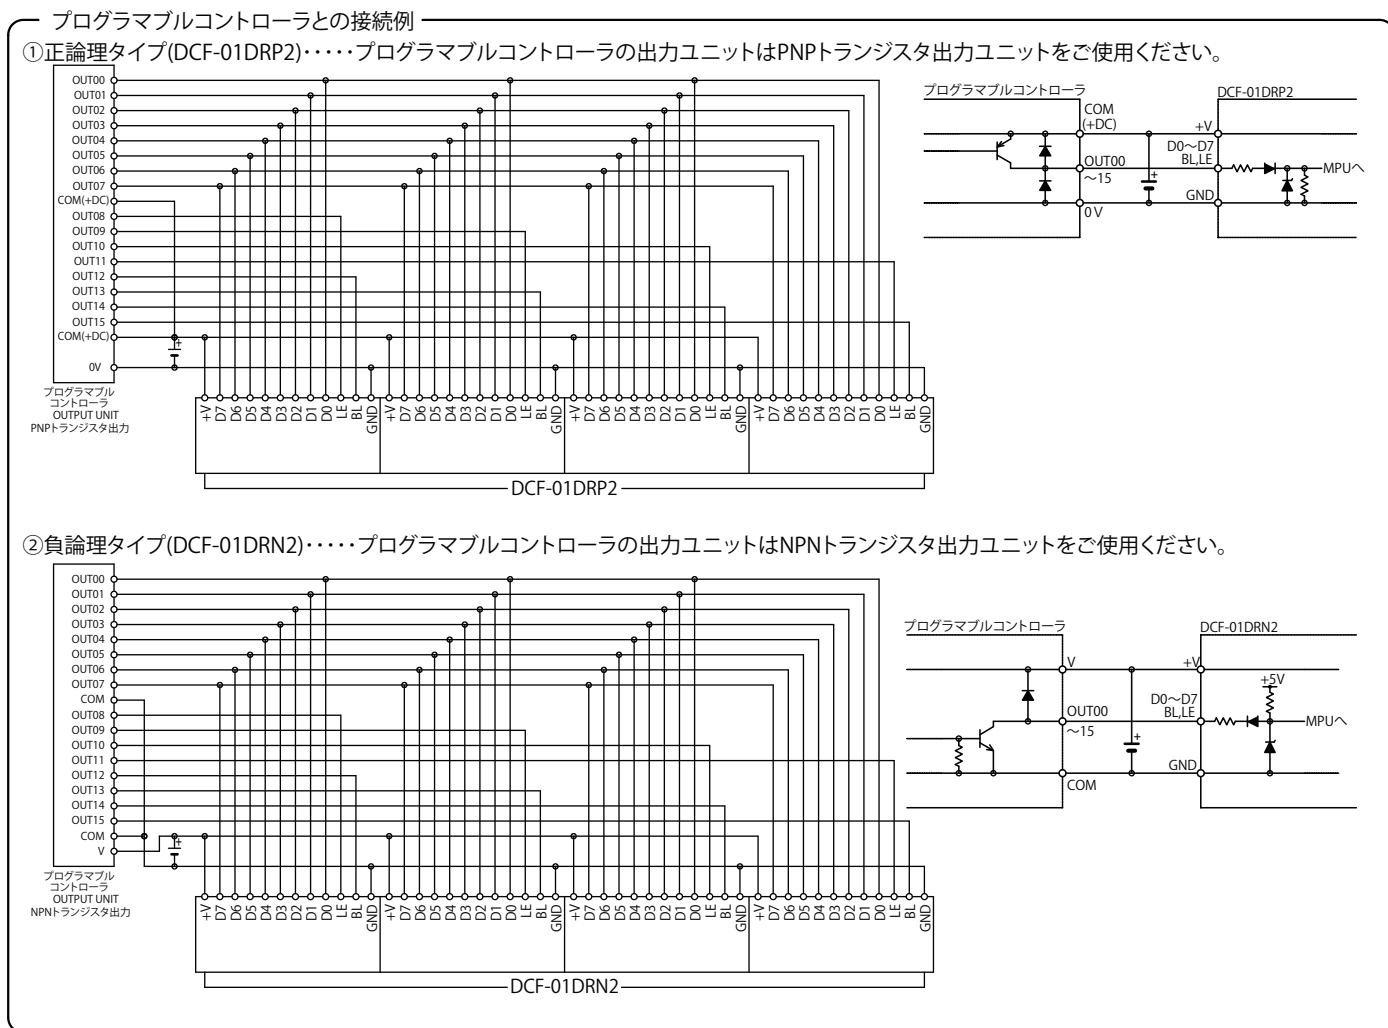 プログラマブルコントローラとの接続例
①正論理タイプ(DCF-01DRP2)・・・・・プログラマブルコントローラの出力ユニットはPNPトランジスタ出力ユニットをご使用ください。
OUT00
OUT01
OUT02
OUT03
OUT04
OUT05
OUT06
OUT07
COM(+DC)
OUT08
OUT09
OUT10
OUT11
OUT12
OUT13
OUT14
OUT15
COM(+DC)
+
0V
プログラマブル
コントローラ
OUTPUT UNIT
PNPトランジスタ出力
+V D7 D6 D5 D4 D3 D2 D1 D0 LE BL GND +V D7 D6 D5 D4 D3 D2 D1 D0 LE BL GND +V D7 D6 D5 D4 D3 D2 D1 D0 LE BL GND +V D7 D6 D5 D4 D3 D2 D1 D0 LE BL GND
DCF-01DRP2
プログラマブルコントローラ DCF-01DRP2
COM
(+DC) +V
D0〜D7
OUT00 BL,LE
〜15 + MPUへ
GND
0 V
②負論理タイプ(DCF-01DRN2)・・・・・プログラマブルコントローラの出力ユニットはNPNトランジスタ出力ユニットをご使用ください。
OUT00
OUT01
OUT02
OUT03
OUT04
OUT05
OUT06
OUT07
COM
OUT08
OUT09
OUT10
OUT11
OUT12
OUT13
OUT14
OUT15
COM
+
V
プログラマブル
コントローラ
OUTPUT UNIT
NPNトランジスタ出力
+V D7 D6 D5 D4 D3 D2 D1 D0 LE BL GND +V D7 D6 D5 D4 D3 D2 D1 D0 LE BL GND +V D7 D6 D5 D4 D3 D2 D1 D0 LE BL GND +V D7 D6 D5 D4 D3 D2 D1 D0 LE BL GND
DCF-01DRN2
プログラマブルコントローラ DCF-01DRN2
V +V
+5V
D0〜D7
OUT00 BL,LE
〜15 MPUへ
+
GND
COM